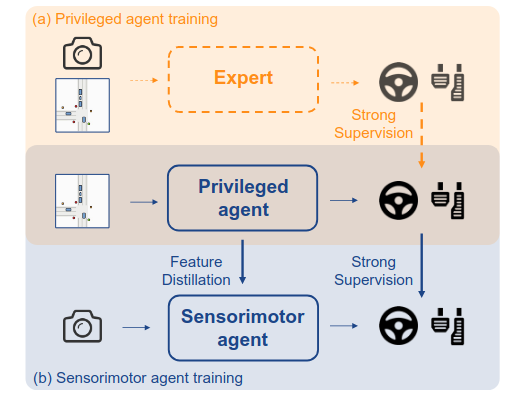 (a) Privileged agent training
Expert
Strong
Supervision
Privileged
agent
Feature
Distillation
Strong
Supervision
Sensorimotor
agent
(b) Sensorimotor agent training